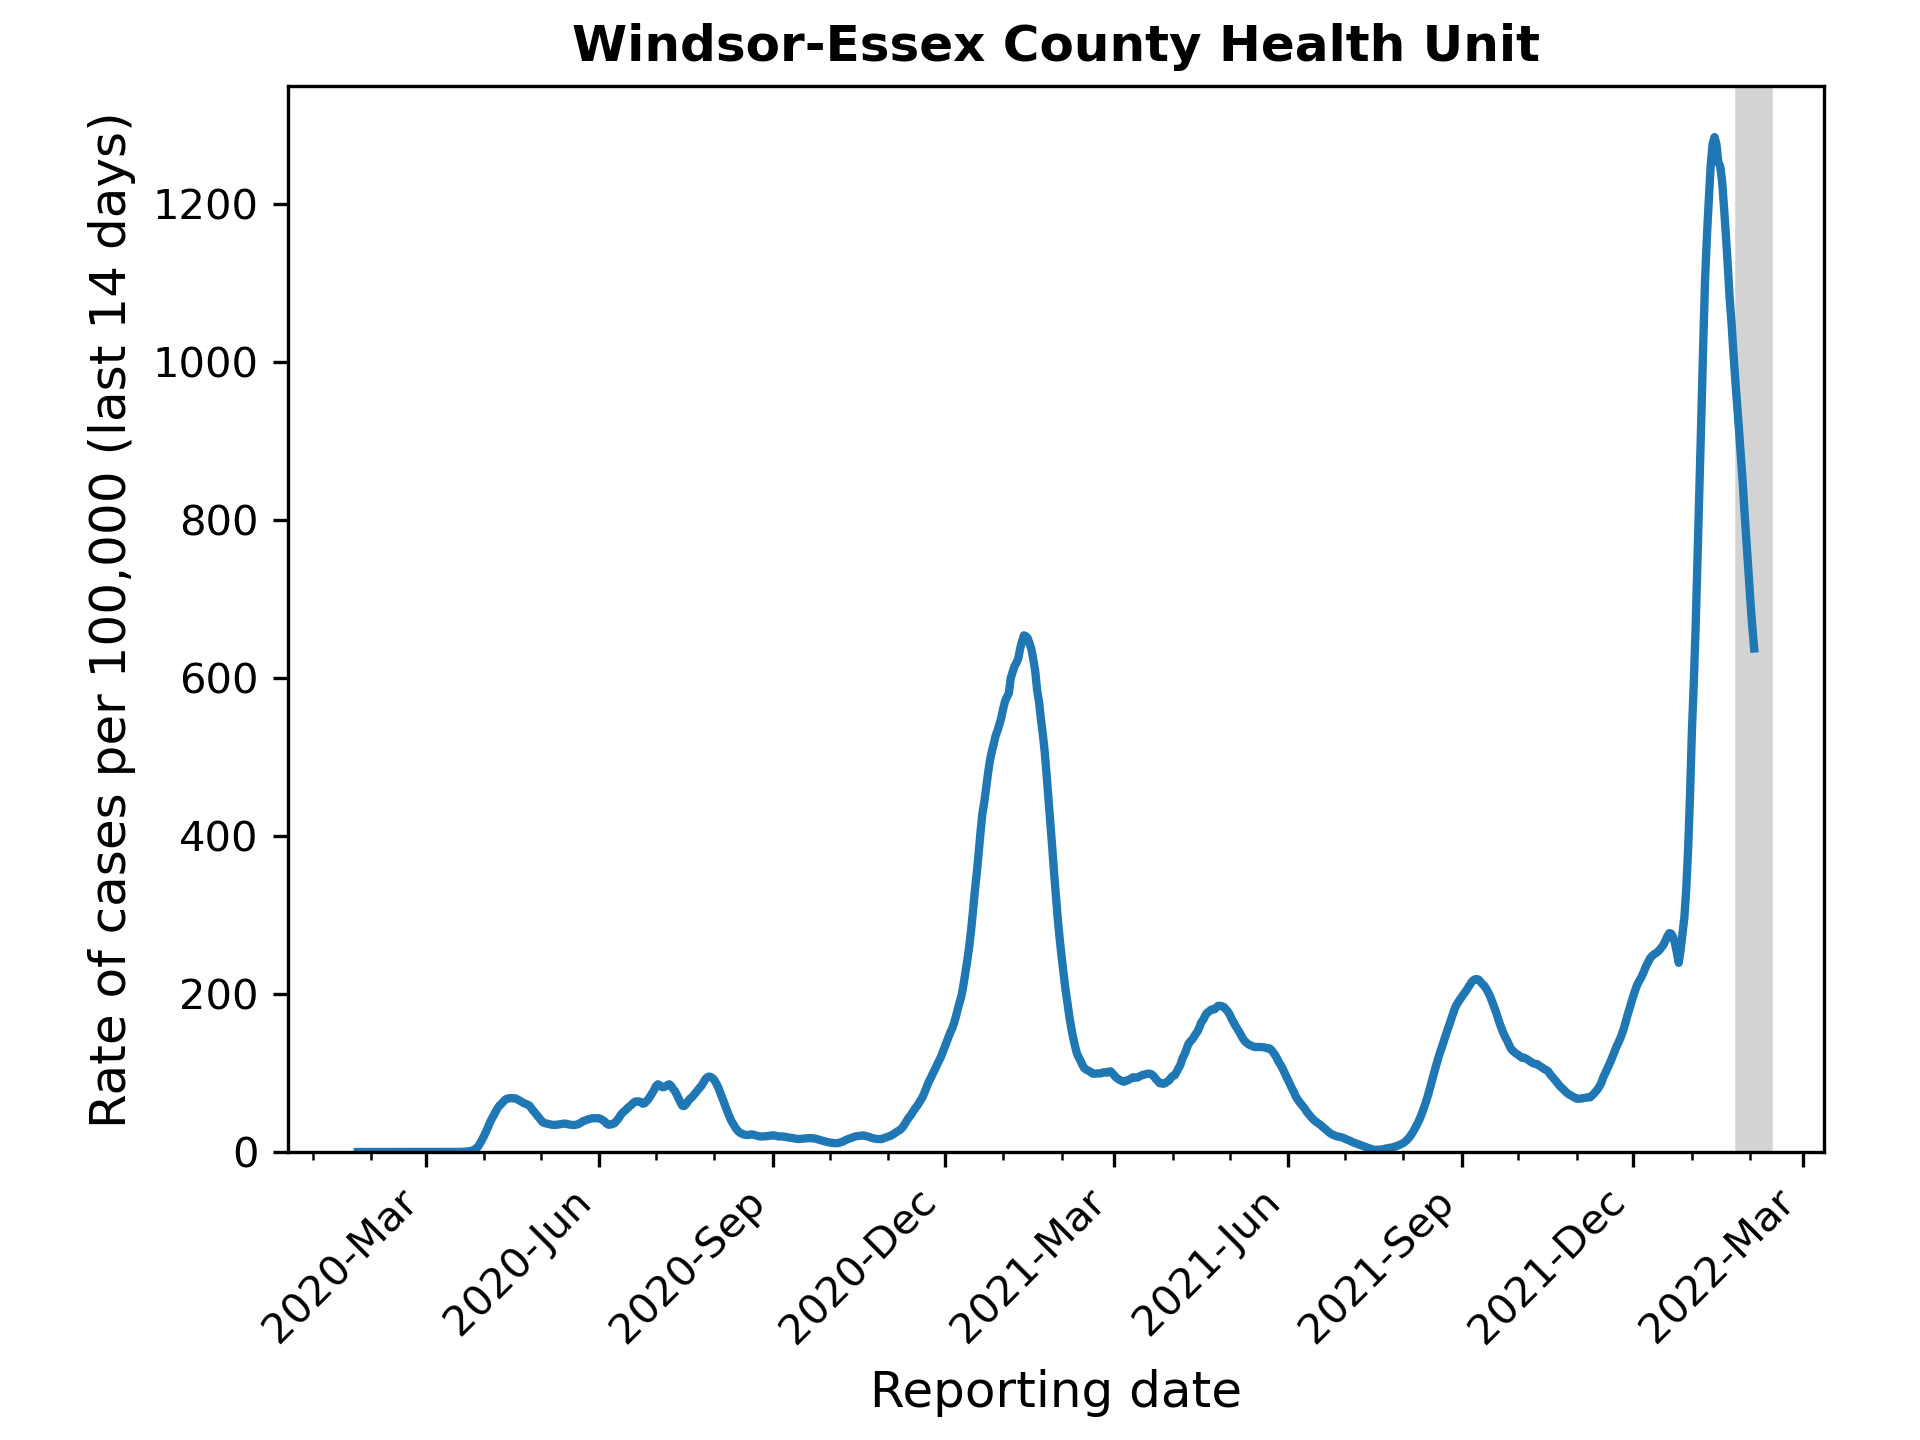 Windsor-Essex County Health Unit
Rate of cases per 100,000 (last 14 days)
1200
1000
800
600
400
200
0
2020-Mar
2020-Jun
2020-Sep
2020-Dec
2021-Mar
2021-Jun
2021-Sep
2021-Dec
2022-Mar
Reporting date